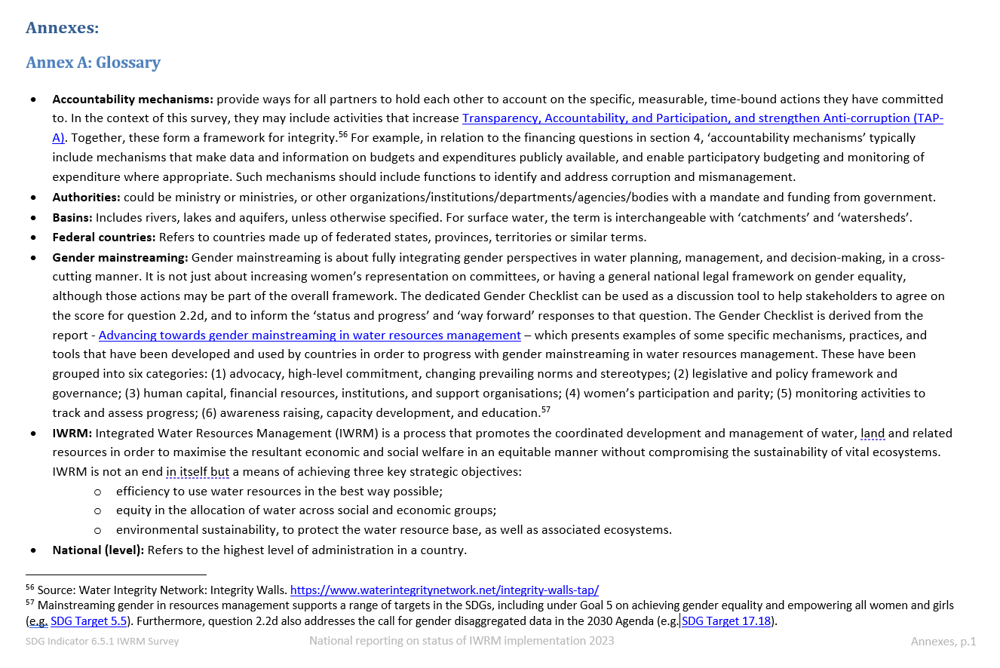 Annexes:
Annex A: Glossary
• Accountability mechanisms: provide ways for all partners to hold each other to account on the specific, measurable, time-bound actions they have committed
to. In the context of this survey, they may include activities that increase Transparency, Accountability, and Participation, and strengthen Anti-corruption (TAP-
A). Together, these form a framework for integrity.56 For example, in relation to the financing questions in section 4, ‘accountability mechanisms’ typically
include mechanisms that make data and information on budgets and expenditures publicly available, and enable participatory budgeting and monitoring of
expenditure where appropriate. Such mechanisms should include functions to identify and address corruption and mismanagement.
• Authorities: could be ministry or ministries, or other organizations/institutions/departments/agencies/bodies with a mandate and funding from government.
• Basins: Includes rivers, lakes and aquifers, unless otherwise specified. For surface water, the term is interchangeable with ‘catchments’ and ‘watersheds’.
• Federal countries: Refers to countries made up of federated states, provinces, territories or similar terms.
• Gender mainstreaming: Gender mainstreaming is about fully integrating gender perspectives in water planning, management, and decision-making, in a cross-
cutting manner. It is not just about increasing women’s representation on committees, or having a general national legal framework on gender equality,
although those actions may be part of the overall framework. The dedicated Gender Checklist can be used as a discussion tool to help stakeholders to agree on
the score for question 2.2d, and to inform the ‘status and progress’ and ‘way forward’ responses to that question. The Gender Checklist is derived from the
report - Advancing towards gender mainstreaming in water resources management – which presents examples of some specific mechanisms, practices, and
tools that have been developed and used by countries in order to progress with gender mainstreaming in water resources management. These have been
grouped into six categories: (1) advocacy, high-level commitment, changing prevailing norms and stereotypes; (2) legislative and policy framework and
governance; (3) human capital, financial resources, institutions, and support organisations; (4) women’s participation and parity; (5) monitoring activities to
track and assess progress; (6) awareness raising, capacity development, and education.57
• IWRM: Integrated Water Resources Management (IWRM) is a process that promotes the coordinated development and management of water, land and related
resources in order to maximise the resultant economic and social welfare in an equitable manner without compromising the sustainability of vital ecosystems.
IWRM is not an end in itself but a means of achieving three key strategic objectives:
o efficiency to use water resources in the best way possible;
o equity in the allocation of water across social and economic groups;
o environmental sustainability, to protect the water resource base, as well as associated ecosystems.
• National (level): Refers to the highest level of administration in a country.
56 Source: Water Integrity Network: Integrity Walls. https://www.waterintegritynetwork.net/integrity-walls-tap/
57 Mainstreaming gender in resources management supports a range of targets in the SDGs, including under Goal 5 on achieving gender equality and empowering all women and girls
(e.g. SDG Target 5.5). Furthermore, question 2.2d also addresses the call for gender disaggregated data in the 2030 Agenda (e.g. SDG Target 17.18).
SDG Indicator 6.5.1 IWRM Survey National reporting on status of IWRM implementation 2023 Annexes, p.1